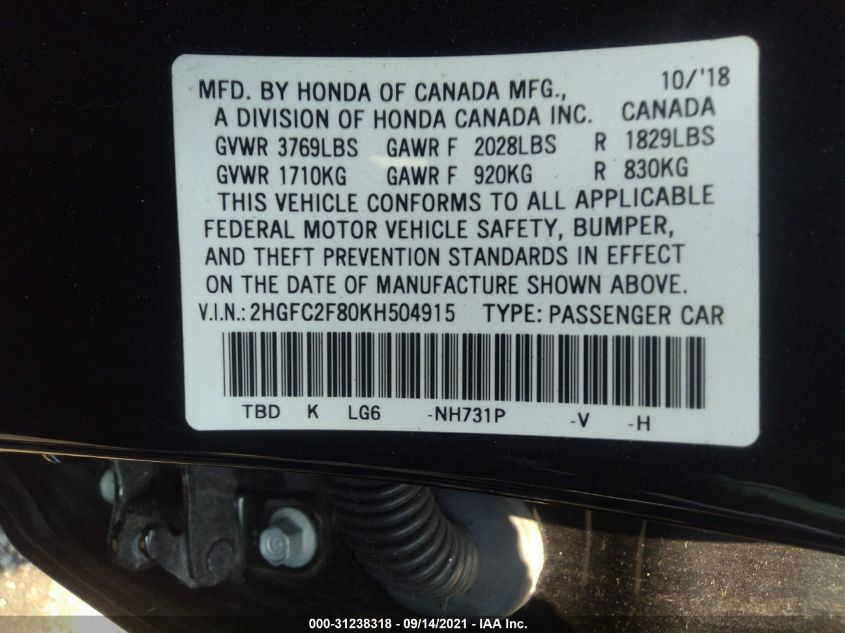 MFD. BY HONDA OF CANADA MFG., 10/'18
A DIVISION OF HONDA CANADA INC. CANADA
GVWR 3769LBS GAWR F 2028LBS R 1829LBS
GVWR 1710KG GAWR F 920KG R 830KG
THIS VEHICLE CONFORMS TO ALL APPLICABLE
FEDERAL MOTOR VEHICLE SAFETY, BUMPER,
AND THEFT PREVENTION STANDARDS IN EFFECT
ON THE DATE OF MANUFACTURE SHOWN ABOVE.
V.I.N.: 2HGFC2F80KH504915 TYPE: PASSENGER CAR
TBD K LG6 -NH731P -V -H
000-31238318 - 09/14/2021 - IAA Inc.